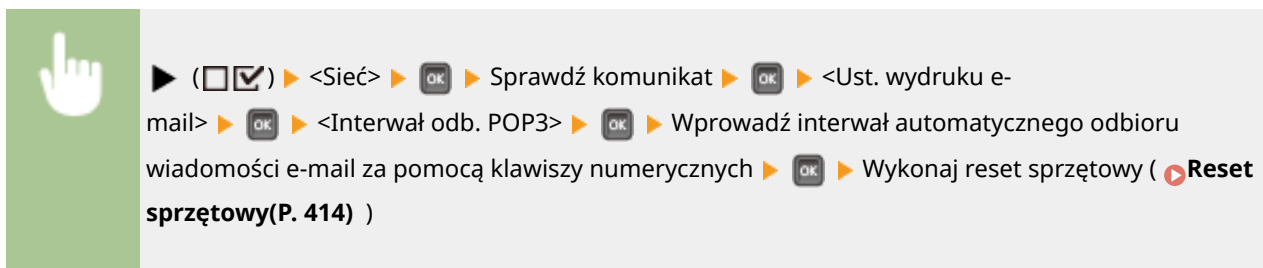 ▶ (☐☑) ▶ <Sieć> ▶ OK ▶ Sprawdź komunikat ▶ OK ▶ <Ust. wydruku e-
mail> ▶ OK ▶ <Interwał odb. POP3> ▶ OK ▶ Wprowadź interwał automatycznego odbioru
wiadomości e-mail za pomocą klawiszy numerycznych ▶ OK ▶ Wykonaj reset sprzętowy ( Reset
sprzętowy(P. 414) )